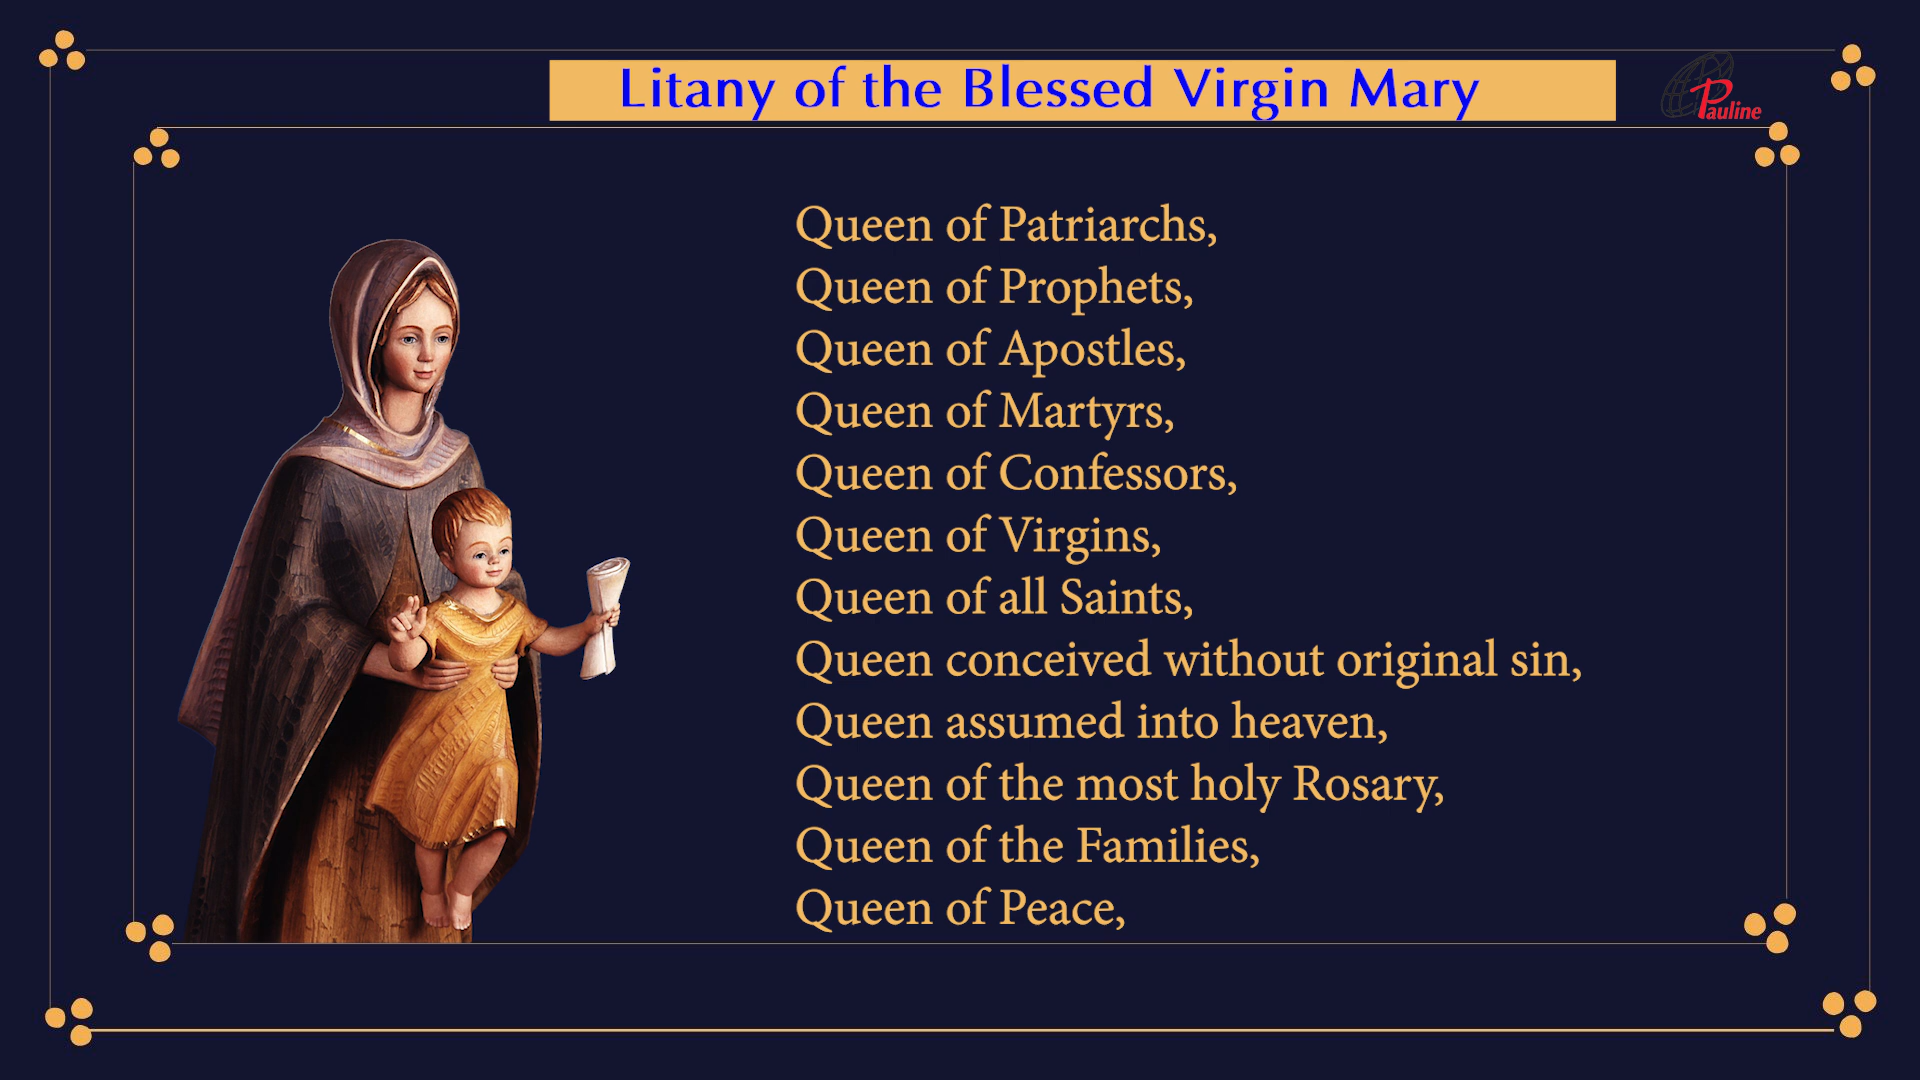 Litany of the Blessed Virgin Mary
Pauline
Queen of Patriarchs,
Queen of Prophets,
Queen of Apostles,
Queen of Martyrs,
Queen of Confessors,
Queen of Virgins,
Queen of all Saints,
Queen conceived without original sin,
Queen assumed into heaven,
Queen of the most holy Rosary,
Queen of the Families,
Queen of Peace,